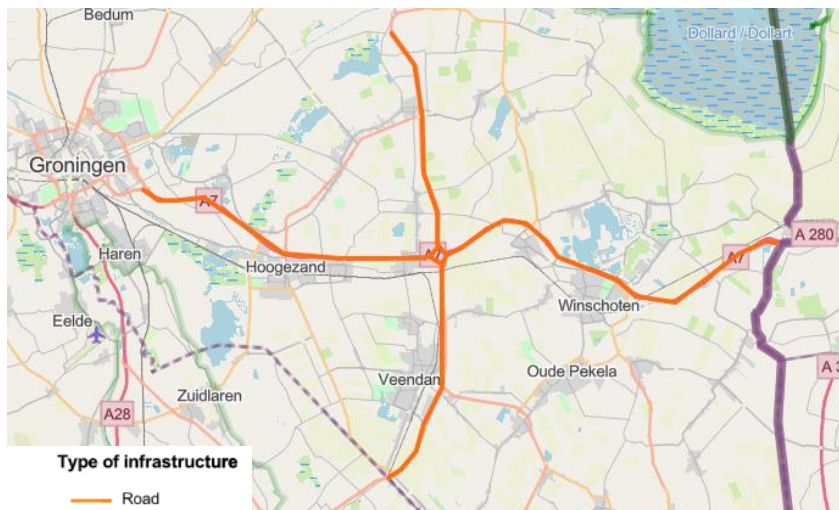 Bedum
Dollard / Dollart
Groningen
A7
Haren
Hoogezand
A7
A 280
A7
Eelde
Winschoten
Veendam
Oude Pekela
A 3
Zuidlaren
A28
Type of infrastructure
Road